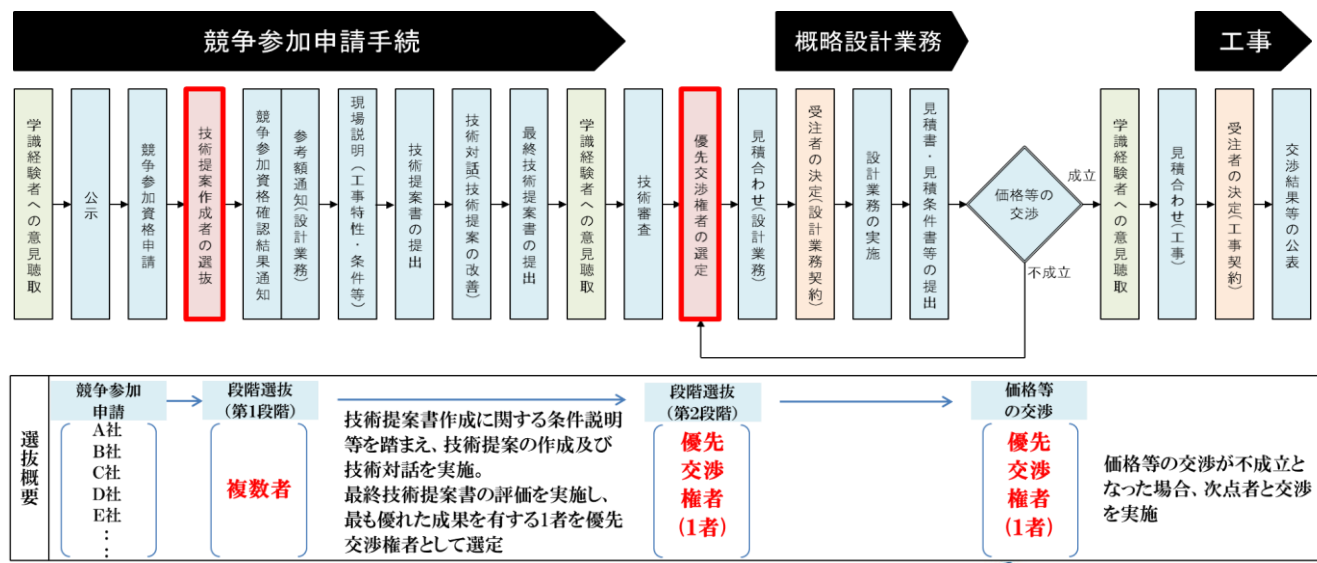 競争参加申請手続
概略設計業務
工事
学識経験者への意見聴取
公示
競争参加資格申請
技術提案作成者の選抜
競争参加資格確認結果通知
参考額通知(設計業務)
現場説明(工事特性・条件等)
技術提案書の提出
技術対話(技術提案の改善)
最終技術提案書の提出
学識経験者への意見聴取
技術審査
優先交渉権者の選定
見積合わせ(設計業務)
受注者の決定(設計業務契約)
設計業務の実施
見積書・見積条件書等の提出
価格等の
交渉
成立
不成立
学識経験者への意見聴取
見積合わせ(工事)
受注者の決定(工事契約)
交渉結果等の公表
選抜概要
競争参加
申請
A社
B社
C社
D社
E社
⋮
段階選抜
(第1段階)
複数者
技術提案書作成に関する条件説明
等を踏まえ、技術提案の作成及び
技術対話を実施。
最終技術提案書の評価を実施し、
最も優れた成果を有する1者を優先
交渉権者として選定
段階選抜
(第2段階)
優先
交渉
権者
(1者)
価格等
の交渉
優先
交渉
権者
(1者)
価格等の交渉が不成立と
なった場合、次点者と交渉
を実施